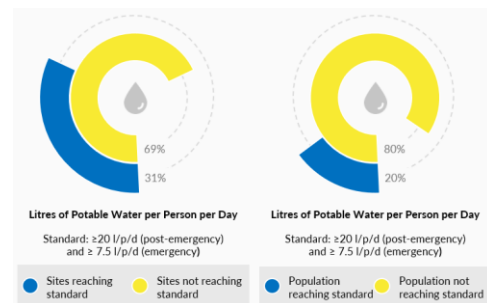 69%
31%
Litres of Potable Water per Person per Day
Standard: ≥20 l/p/d (post-emergency)
and ≥ 7.5 l/p/d (emergency)
Sites reaching
standard
Sites not reaching
standard
80%
20%
Litres of Potable Water per Person per Day
Standard: ≥20 l/p/d (post-emergency)
and ≥ 7.5 l/p/d (emergency)
Population
reaching standard
Population not
reaching standard